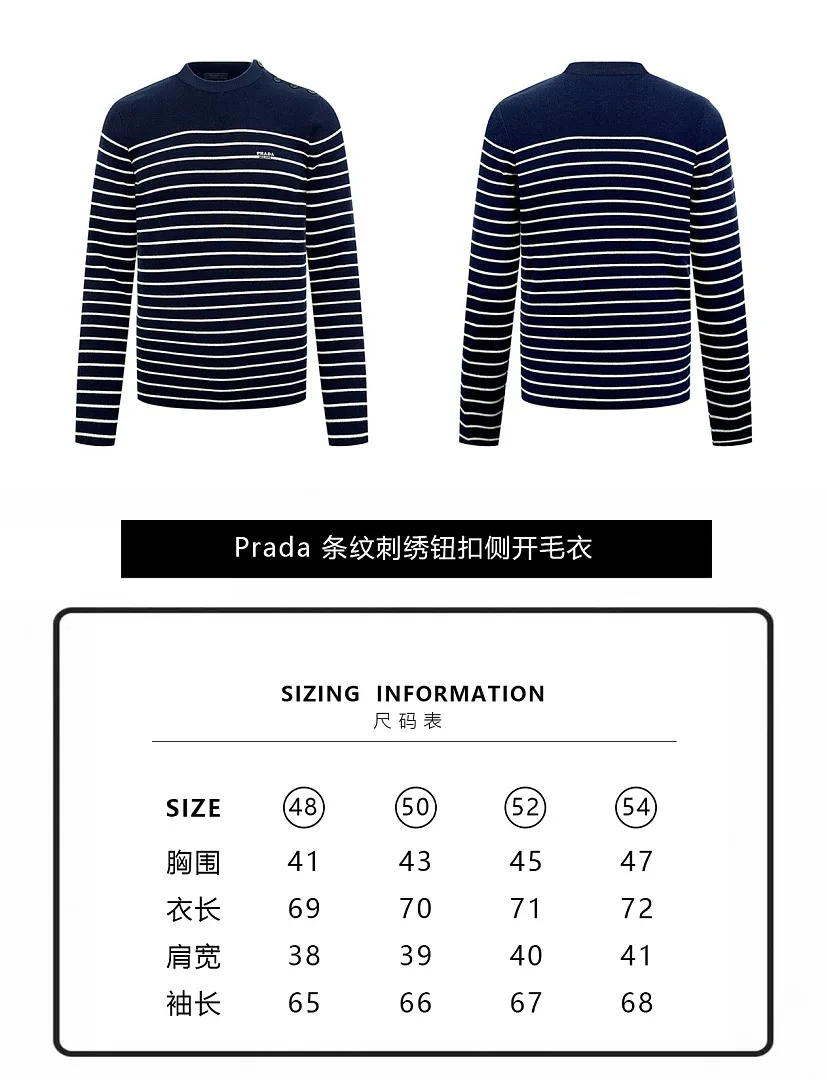 PRADA
Prada 条纹刺绣钮扣侧开毛衣
SIZING INFORMATION
尺码表
SIZE 48 50 52 54
胸围 41 43 45 47
衣长 69 70 71 72
肩宽 38 39 40 41
袖长 65 66 67 68